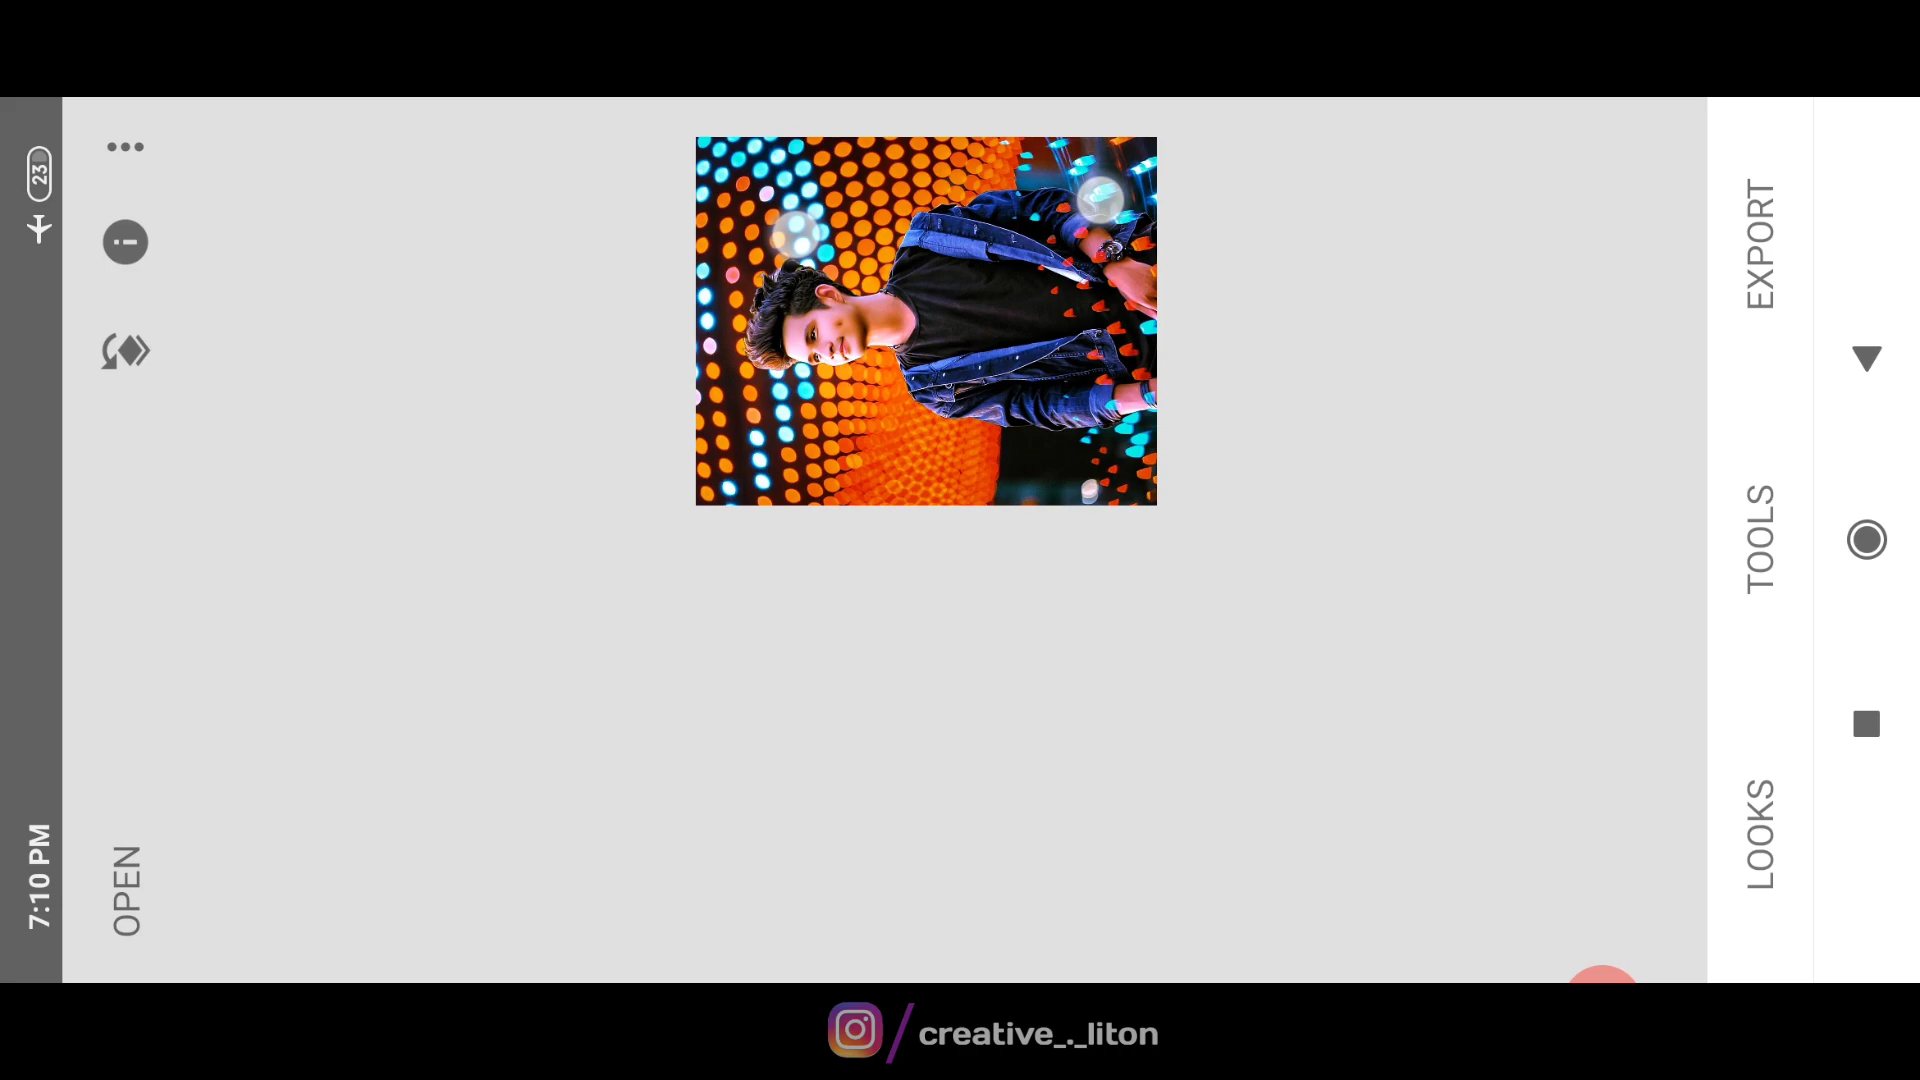 7:10 PM
23
OPEN
LOOKS
TOOLS
EXPORT
creative_._liton